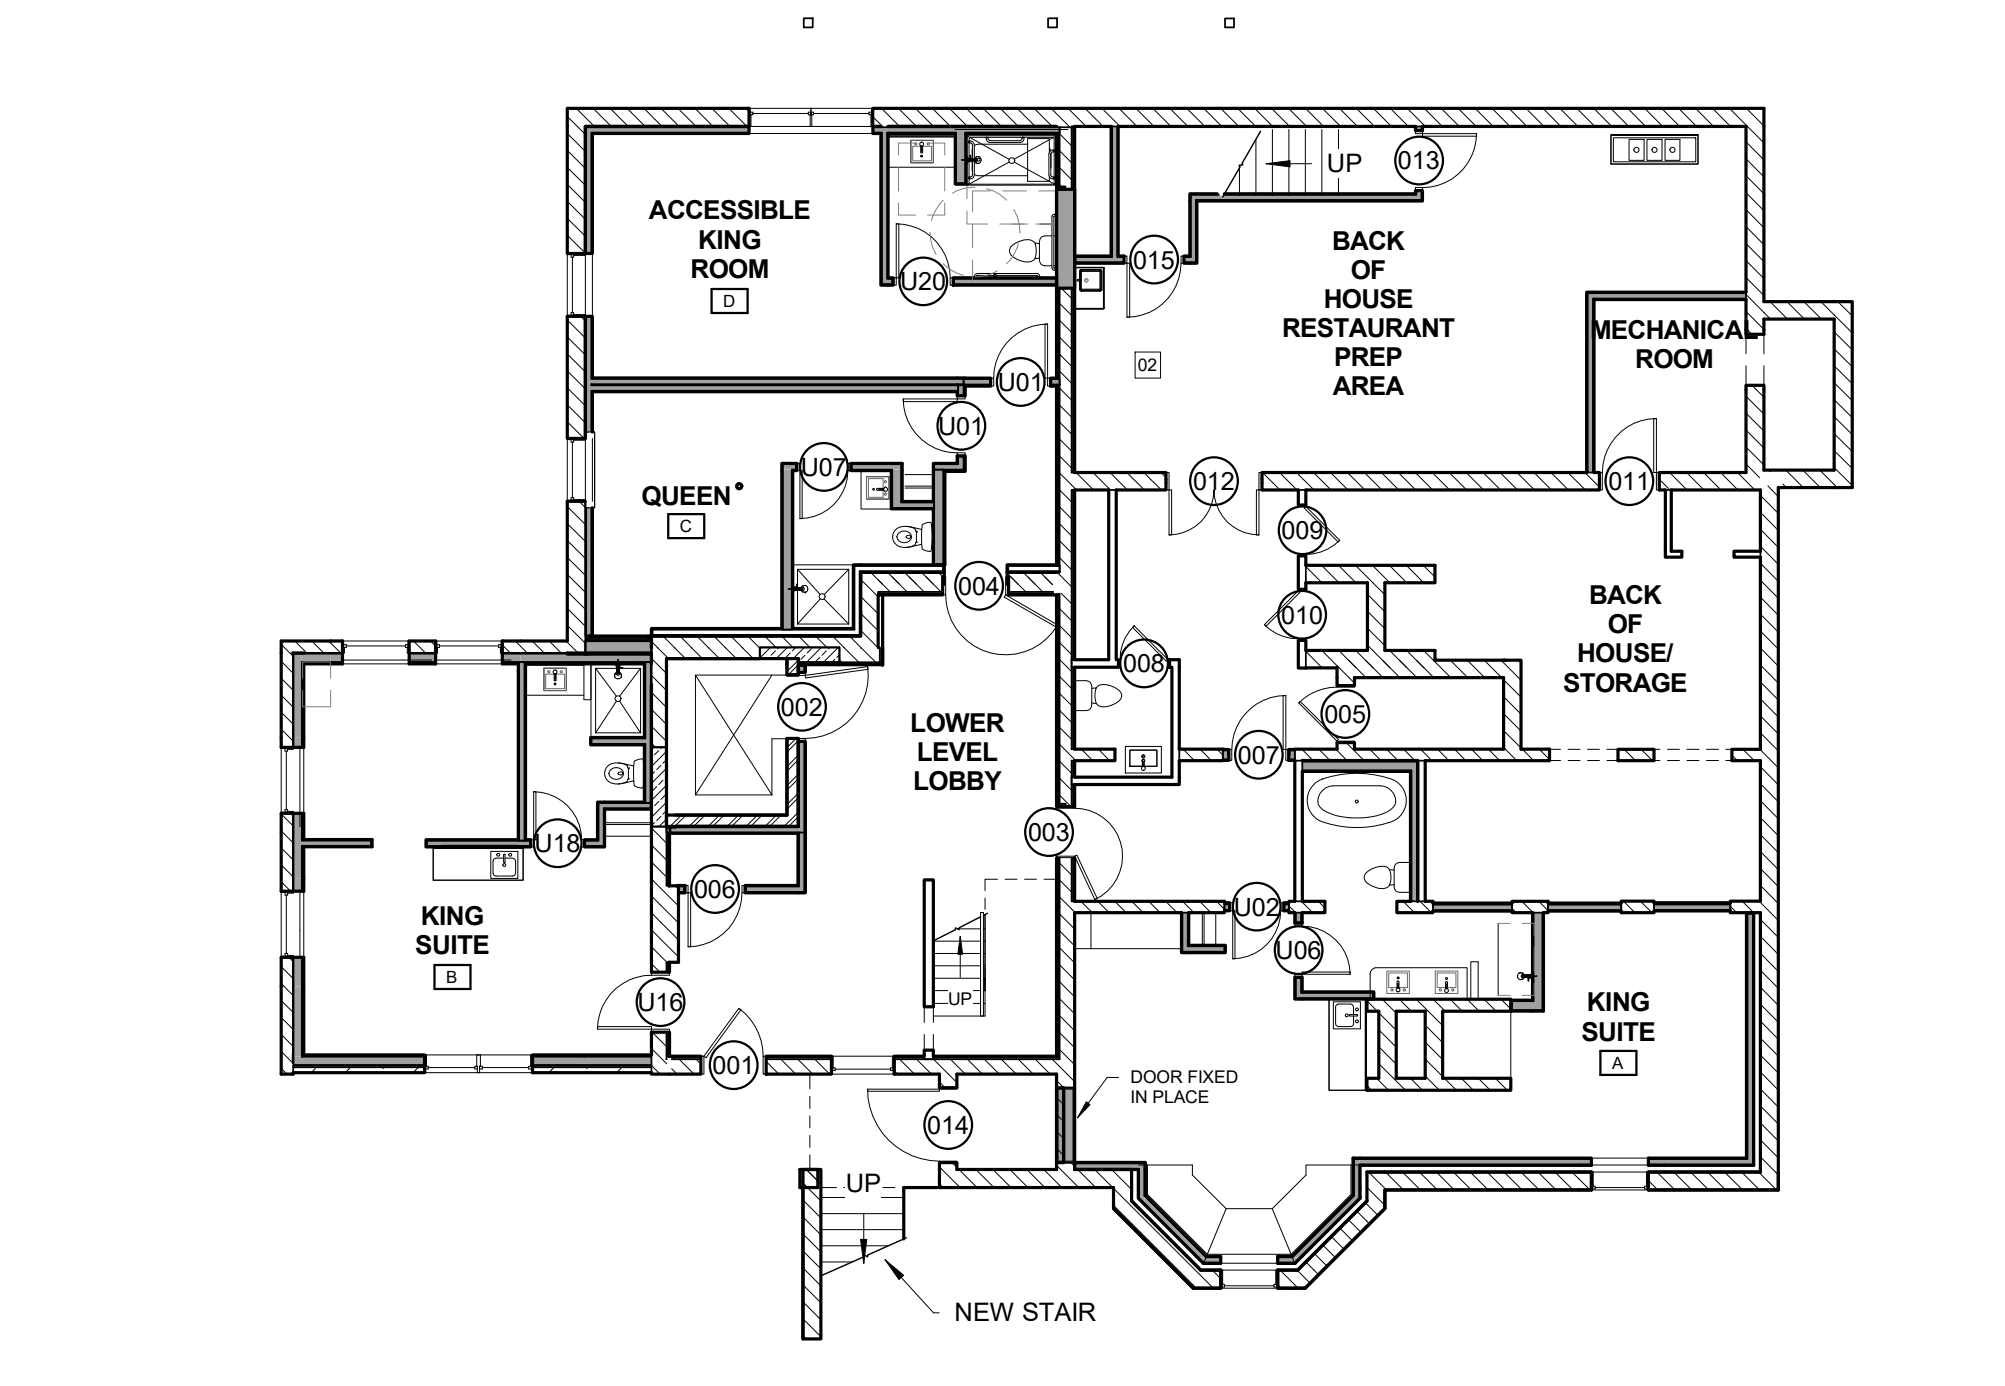 UP
013
ACCESSIBLE
KING
ROOM
D
U20
015
BACK
OF
HOUSE
RESTAURANT
PREP
AREA
MECHANICAL
ROOM
02
U01
U01
U07
QUEEN
C
012
011
009
004
010
008
BACK
OF
HOUSE/
STORAGE
002
005
LOWER
LEVEL
LOBBY
007
003
U18
006
KING
SUITE
B
U02
U06
UP
U16
KING
SUITE
A
001
DOOR FIXED
IN PLACE
014
UP
NEW STAIR